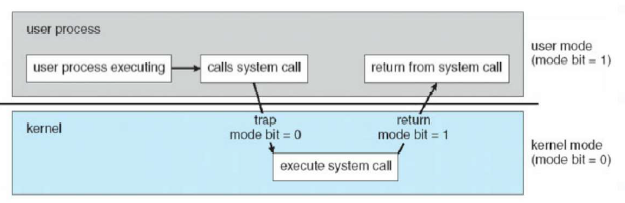 user process
user process executing
calls system call
return from system call
user mode
(mode bit = 1)
kernel
trap
mode bit = 0
return
mode bit = 1
execute system call
kernel mode
(mode bit = 0)